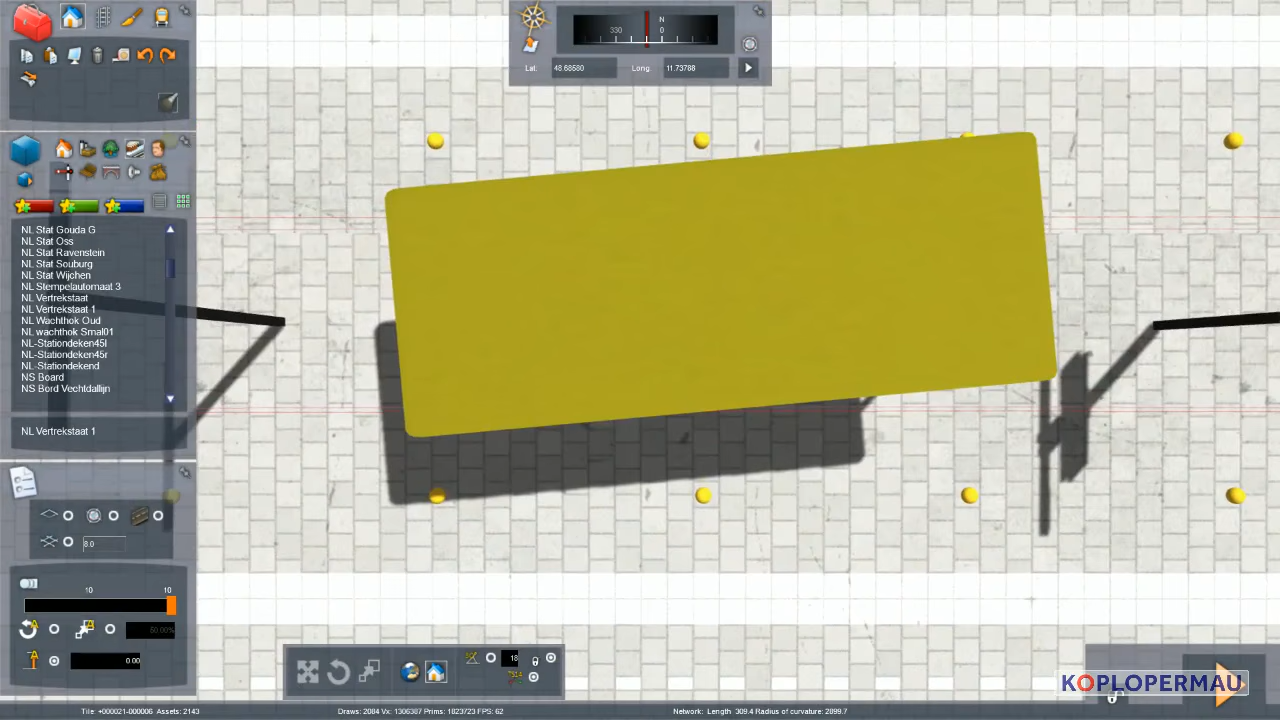 330
N
0
Lat:
48.68580
Long:
11.73788
NL Stat Gouda G
NL Stat Oss
NL Stat Ravenstein
NL Stat Souburg
NL Stat Wijchen
NL Stempelautomaat 3
NL Vertrekstaat
NL Vertrekstaat 1
NL Wachthok Oud
NL wachthok Smal01
NL-Stationdeken45l
NL-Stationdeken45r
NL-Stationdekend
NS Board
NS Bord Vechtdallijn
NL Vertrekstaat 1
8.0
10
10
50.00%
0.00
18
KOPLOPERMAU
Tile: +000021-000006 Assets: 2143
Draws: 2084 Vx: 1306387 Prims: 1823723 FPS: 62
Network: Length 309.4 Radius of curvature: 2899.7